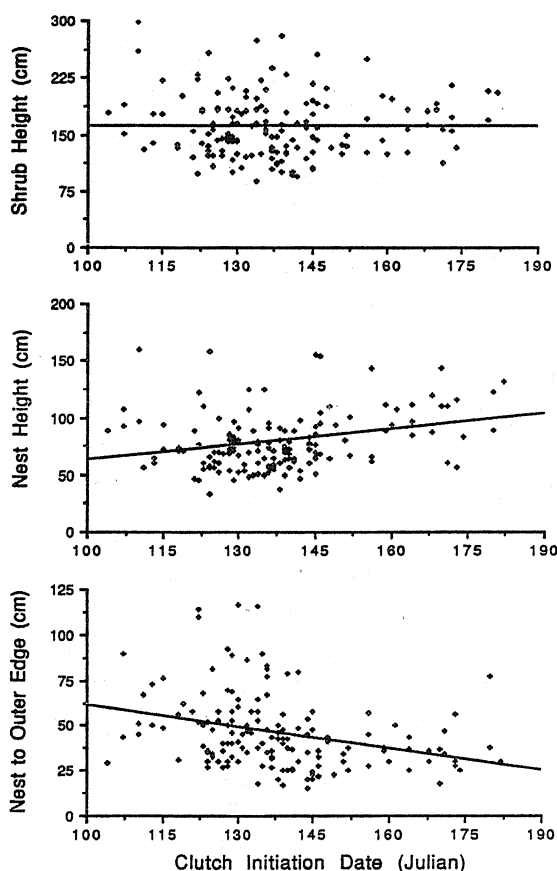 300
225
150
75
0
Shrub Height (cm)
100 115 130 145 160 175 190
200
150
100
50
0
Nest Height (cm)
100 115 130 145 160 175 190
125
100
75
50
25
0
Nest to Outer Edge (cm)
100 115 130 145 160 175 190
Clutch Initiation Date (Julian)